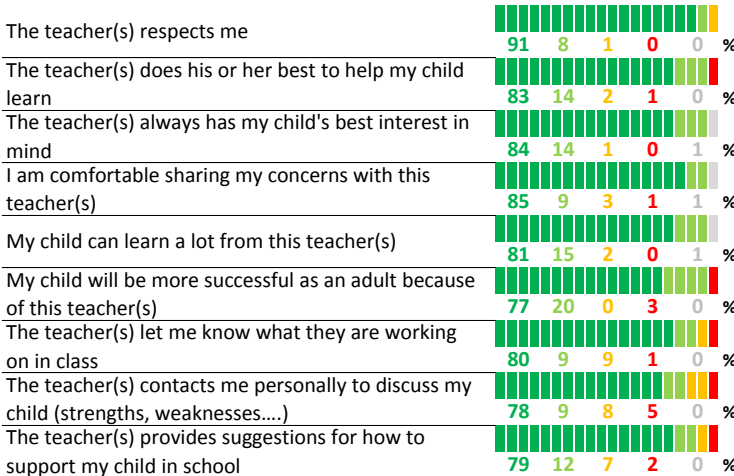 The teacher(s) respects me
91 8 1 0 0 %
The teacher(s) does his or her best to help my child
learn
83 14 2 1 0 %
The teacher(s) always has my child's best interest in
mind
84 14 1 0 1 %
I am comfortable sharing my concerns with this
teacher(s)
85 9 3 1 1 %
My child can learn a lot from this teacher(s)
81 15 2 0 1 %
My child will be more successful as an adult because
of this teacher(s)
77 20 0 3 0 %
The teacher(s) let me know what they are working
on in class
80 9 9 1 0 %
The teacher(s) contacts me personally to discuss my
child (strengths, weaknesses....)
78 9 8 5 0 %
The teacher(s) provides suggestions for how to
support my child in school
79 12 7 2 0 %